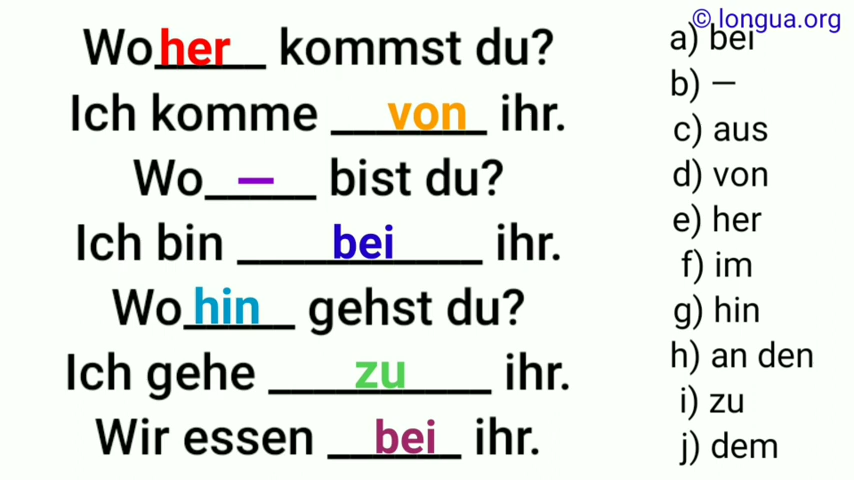 © longua.org
Woher kommst du?
Ich komme von ihr.
Wo — bist du?
Ich bin bei ihr.
Wohin gehst du?
Ich gehe zu ihr.
Wir essen bei ihr.
a) bei
b) —
c) aus
d) von
e) her
f) im
g) hin
h) an den
i) zu
j) dem